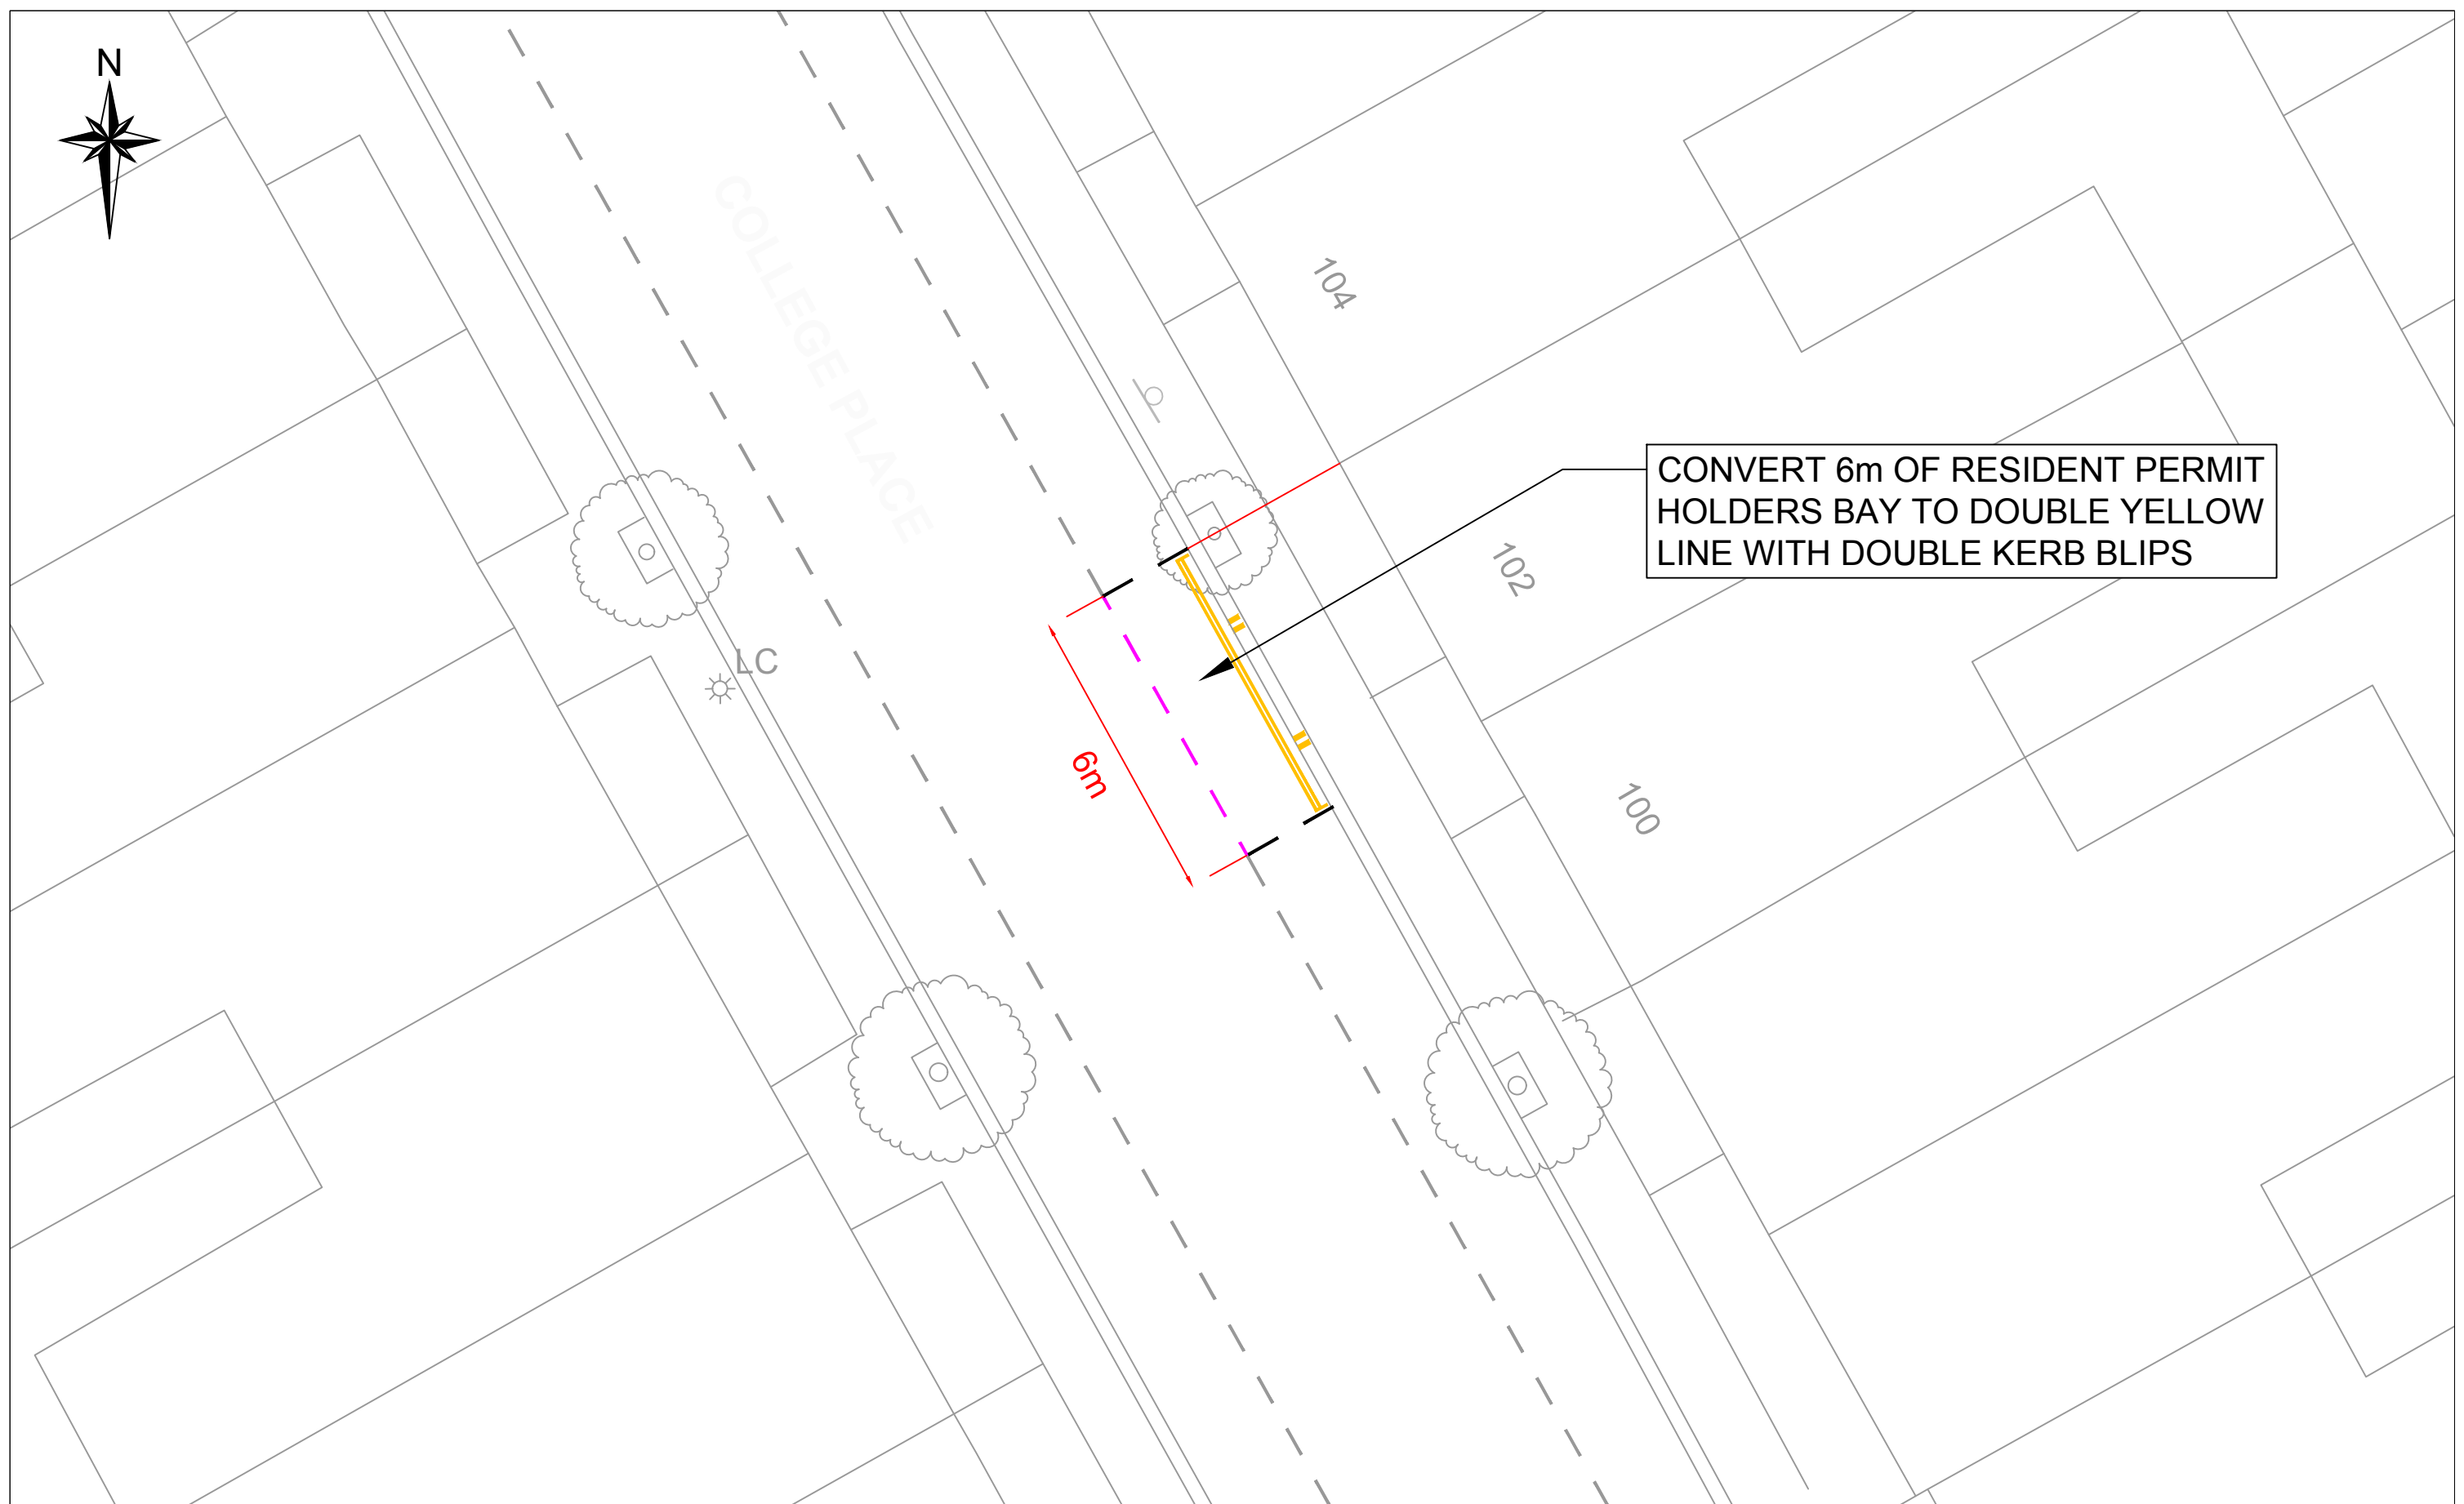 N
COLLEGE PLACE
104
CONVERT 6m OF RESIDENT PERMIT
HOLDERS BAY TO DOUBLE YELLOW
LINE WITH DOUBLE KERB BLIPS
102
LC
6m
100